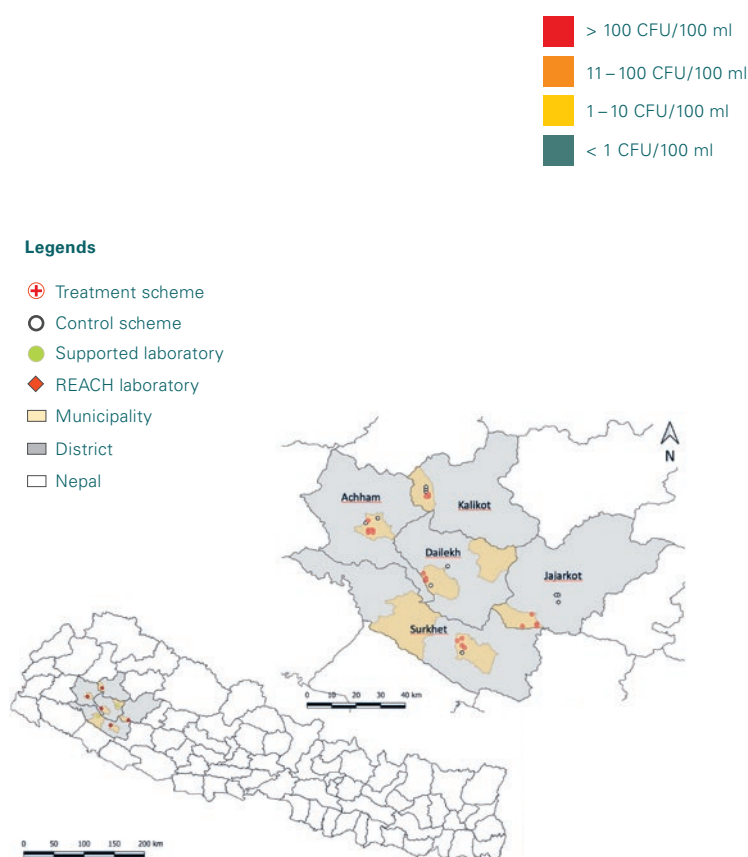 > 100 CFU/100 ml
11–100 CFU/100 ml
1–10 CFU/100 ml
< 1 CFU/100 ml
Legends
Treatment scheme
Control scheme
Supported laboratory
REACH laboratory
Municipality
District
Nepal
N
Achham
Kalikot
Dailekh
Jajarkot
Surkhet
0 10 20 30 40 km
0 50 100 150 200 km